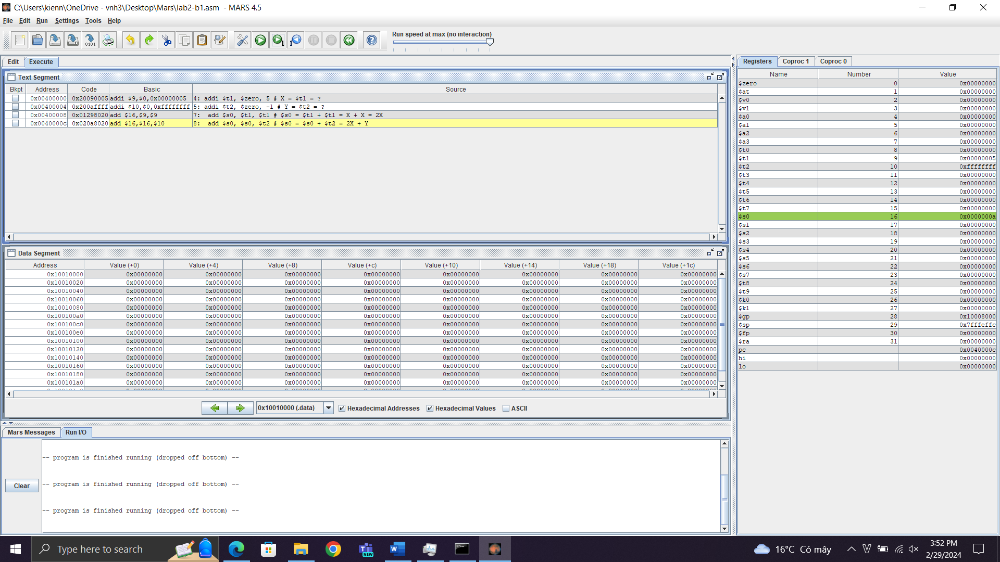 C:\Users\kienn\OneDrive - vnh3\Desktop\Mars\lab2-b1.asm - MARS 4.5
File Edit Run Settings Tools Help
Run speed at max (no interaction)
Edit Execute
Text Segment
Bkpt Address Code Basic Source
0x00400000 0x20090005 addi $9,$0,0x00000005 4: addi $t1, $zero, 5 # X = $t1 = ?
0x00400004 0x200affff addi $10,$0,0xffffffff 5: addi $t2, $zero, -1 # Y = $t2 = ?
0x00400008 0x01298020 add $16,$9,$9 7: add $s0, $t1, $t1 # $s0 = $t1 + $t1 = X + X = 2X
0x0040000c 0x020a8020 add $16,$16,$10 8: add $s0, $s0, $t2 # $s0 = $s0 + $t2 = 2X + Y
Data Segment
Address Value (+0) Value (+4) Value (+8) Value (+c) Value (+10) Value (+14) Value (+18) Value (+1c)
0x10010000 0x00000000 0x00000000 0x00000000 0x00000000 0x00000000 0x00000000 0x00000000 0x00000000
0x10010020 0x00000000 0x00000000 0x00000000 0x00000000 0x00000000 0x00000000 0x00000000 0x00000000
0x10010040 0x00000000 0x00000000 0x00000000 0x00000000 0x00000000 0x00000000 0x00000000 0x00000000
0x10010060 0x00000000 0x00000000 0x00000000 0x00000000 0x00000000 0x00000000 0x00000000 0x00000000
0x10010080 0x00000000 0x00000000 0x00000000 0x00000000 0x00000000 0x00000000 0x00000000 0x00000000
0x100100a0 0x00000000 0x00000000 0x00000000 0x00000000 0x00000000 0x00000000 0x00000000 0x00000000
0x100100c0 0x00000000 0x00000000 0x00000000 0x00000000 0x00000000 0x00000000 0x00000000 0x00000000
0x100100e0 0x00000000 0x00000000 0x00000000 0x00000000 0x00000000 0x00000000 0x00000000 0x00000000
0x10010100 0x00000000 0x00000000 0x00000000 0x00000000 0x00000000 0x00000000 0x00000000 0x00000000
0x10010120 0x00000000 0x00000000 0x00000000 0x00000000 0x00000000 0x00000000 0x00000000 0x00000000
0x10010140 0x00000000 0x00000000 0x00000000 0x00000000 0x00000000 0x00000000 0x00000000 0x00000000
0x10010160 0x00000000 0x00000000 0x00000000 0x00000000 0x00000000 0x00000000 0x00000000 0x00000000
0x10010180 0x00000000 0x00000000 0x00000000 0x00000000 0x00000000 0x00000000 0x00000000 0x00000000
0x100101a0 0x00000000 0x00000000 0x00000000 0x00000000 0x00000000 0x00000000 0x00000000 0x00000000
0x10010000 (.data) Hexadecimal Addresses Hexadecimal Values ASCII
Mars Messages Run I/O
-- program is finished running (dropped off bottom) --
-- program is finished running (dropped off bottom) --
-- program is finished running (dropped off bottom) --
Clear
Registers Coproc 1 Coproc 0
Name Number Value
$zero 0 0x00000000
$at 1 0x00000000
$v0 2 0x00000000
$v1 3 0x00000000
$a0 4 0x00000000
$a1 5 0x00000000
$a2 6 0x00000000
$a3 7 0x00000000
$t0 8 0x00000000
$t1 9 0x00000005
$t2 10 0xffffffff
$t3 11 0x00000000
$t4 12 0x00000000
$t5 13 0x00000000
$t6 14 0x00000000
$t7 15 0x00000000
$s0 16 0x0000000a
$s1 17 0x00000000
$s2 18 0x00000000
$s3 19 0x00000000
$s4 20 0x00000000
$s5 21 0x00000000
$s6 22 0x00000000
$s7 23 0x00000000
$t8 24 0x00000000
$t9 25 0x00000000
$k0 26 0x00000000
$k1 27 0x00000000
$gp 28 0x10008000
$sp 29 0x7fffeffc
$fp 30 0x00000000
$ra 31 0x00000000
pc 0x0040000c
hi 0x00000000
lo 0x00000000
Type here to search
NEW
16°C Có mây
3:52 PM
2/29/2024